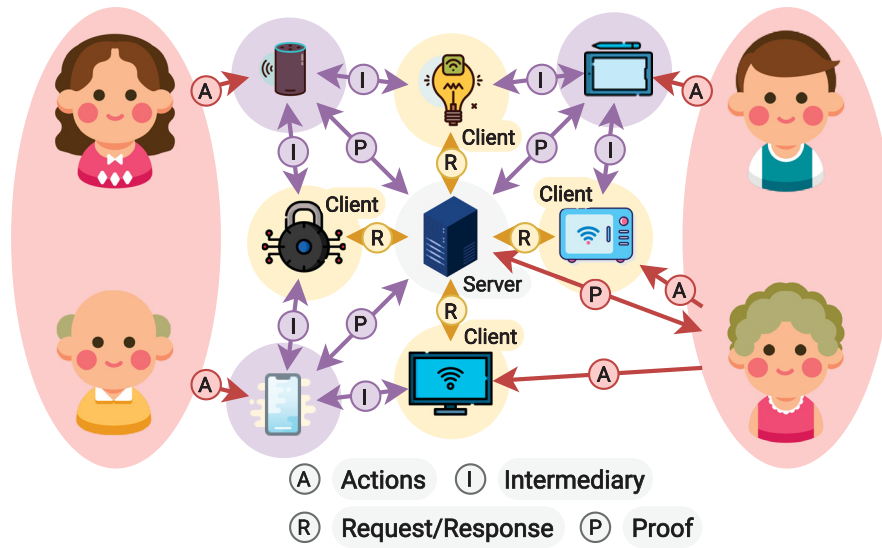 A I I A
Client
P P
I R I
Client Client
R R
Server
A
P
I P R
Client
A A
I
A Actions I Intermediary
R Request/Response P Proof